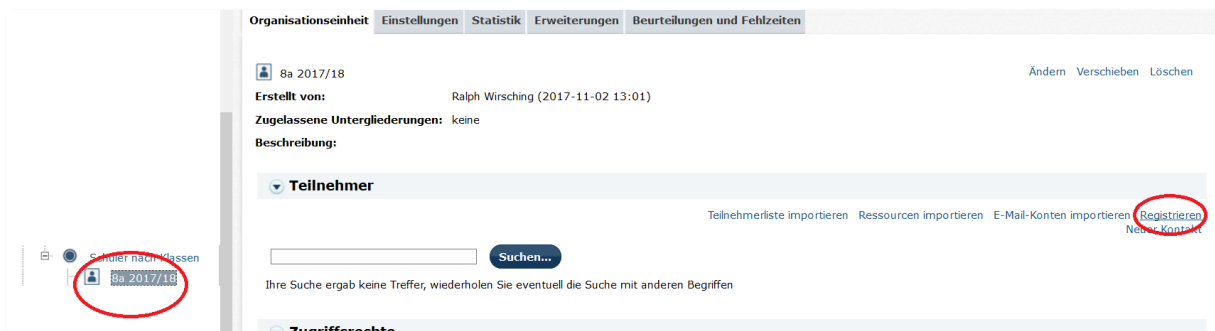 Organisationseinheit Einstellungen Statistik Erweiterungen Beurteilungen und Fehlzeiten
8a 2017/18
Ändern Verschieben Löschen
Erstellt von: Ralph Wirsching (2017-11-02 13:01)
Zugelassene Untergliederungen: keine
Beschreibung:
Teilnehmer
Teilnehmerliste importieren Ressourcen importieren E-Mail-Konten importieren Registrieren
Neuer Kontakt
Schüler nach Klassen
8a 2017/18
Suchen...
Ihre Suche ergab keine Treffer, wiederholen Sie eventuell die Suche mit anderen Begriffen
Zugriffsrechte